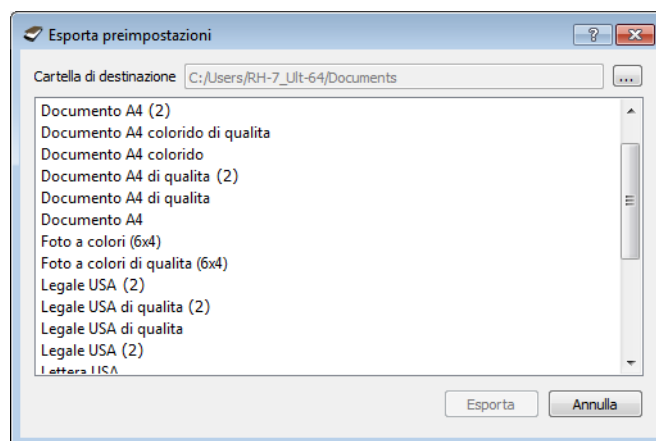 Esporta preimpostazioni
Cartella di destinazione C:/Users/RH-7_Ult-64/Documents ...
Documento A4 (2)
Documento A4 colorido di qualita
Documento A4 colorido
Documento A4 di qualita (2)
Documento A4 di qualita
Documento A4
Foto a colori (6x4)
Foto a colori di qualita (6x4)
Legale USA (2)
Legale USA di qualita (2)
Legale USA di qualita
Legale USA (2)
Lettera USA
Esporta Annulla